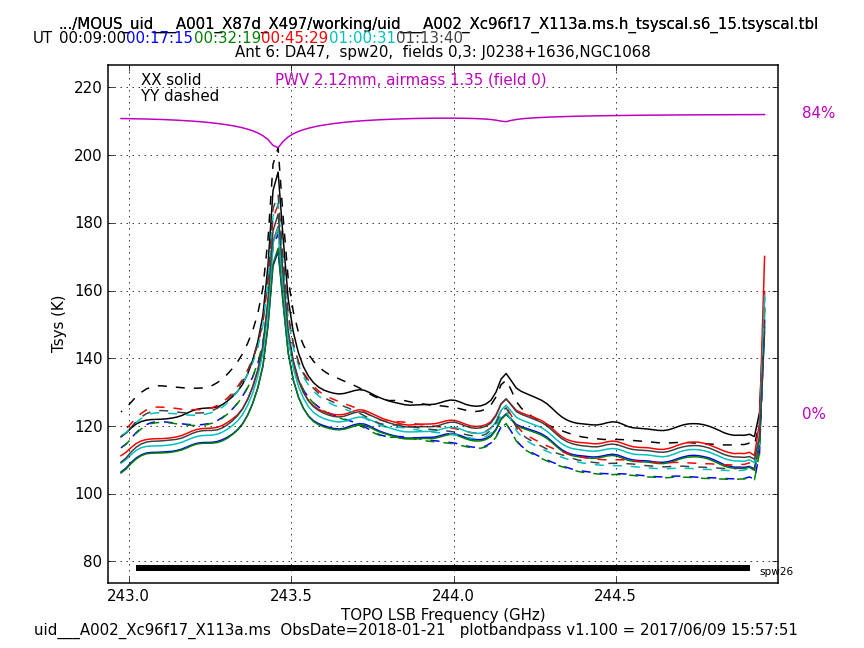 .../MOUS_uid___A001_X87d_X497/working/uid___A002_Xc96f17_X113a.ms.h_tsyscal.s6_15.tsyscal.tbl
UT 00:09:00 00:17:15 00:32:19 00:45:29 01:00:31 01:13:40
Ant 6: DA47,  spw20,  fields 0,3: J0238+1636,NGC1068
XX solid
PWV 2.12mm, airmass 1.35 (field 0)
YY dashed
84%
0%
220
200
180
160
140
120
100
80
Tsys (K)
spw26
243.0 243.5 244.0 244.5
TOPO LSB Frequency (GHz)
uid___A002_Xc96f17_X113a.ms  ObsDate=2018-01-21   plotbandpass v1.100 = 2017/06/09 15:57:51